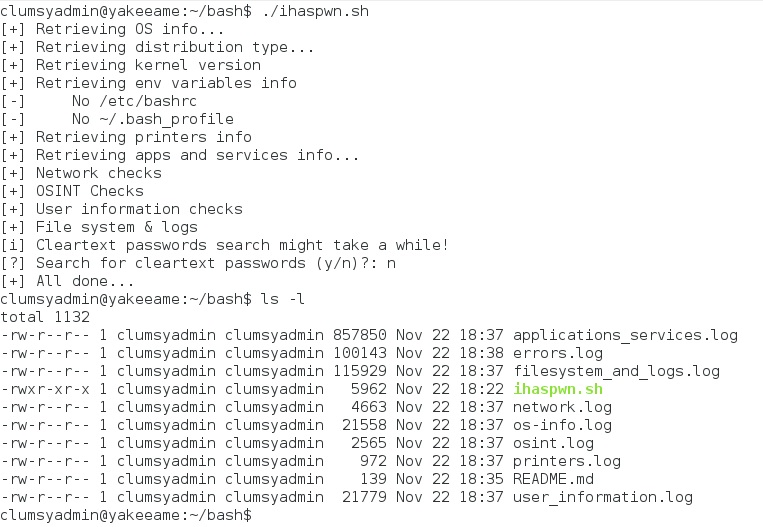 clumsyadmin@yakeeame:~/bash$ ./ihaspwn.sh
[+] Retrieving OS info...
[+] Retrieving distribution type...
[+] Retrieving kernel version
[+] Retrieving env variables info
[-]     No /etc/bashrc
[-]     No ~/.bash_profile
[+] Retrieving printers info
[+] Retrieving apps and services info...
[+] Network checks
[+] OSINT Checks
[+] User information checks
[+] File system & logs
[i] Cleartext passwords search might take a while!
[?] Search for cleartext passwords (y/n)?: n
[+] All done...
clumsyadmin@yakeeame:~/bash$ ls -l
total 1132
-rw-r--r-- 1 clumsyadmin clumsyadmin 857850 Nov 22 18:37 applications_services.log
-rw-r--r-- 1 clumsyadmin clumsyadmin 100143 Nov 22 18:38 errors.log
-rw-r--r-- 1 clumsyadmin clumsyadmin 115929 Nov 22 18:37 filesystem_and_logs.log
-rwxr-xr-x 1 clumsyadmin clumsyadmin   5962 Nov 22 18:22 ihaspwn.sh
-rw-r--r-- 1 clumsyadmin clumsyadmin   4663 Nov 22 18:37 network.log
-rw-r--r-- 1 clumsyadmin clumsyadmin  21558 Nov 22 18:37 os-info.log
-rw-r--r-- 1 clumsyadmin clumsyadmin   2565 Nov 22 18:37 osint.log
-rw-r--r-- 1 clumsyadmin clumsyadmin    972 Nov 22 18:37 printers.log
-rw-r--r-- 1 clumsyadmin clumsyadmin    139 Nov 22 18:35 README.md
-rw-r--r-- 1 clumsyadmin clumsyadmin  21779 Nov 22 18:37 user_information.log
clumsyadmin@yakeeame:~/bash$